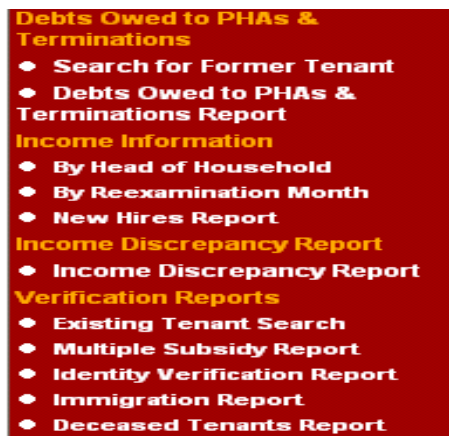 Debts Owed to PHAs &
Terminations
● Search for Former Tenant
● Debts Owed to PHAs &
Terminations Report
Income Information
● By Head of Household
● By Reexamination Month
● New Hires Report
Income Discrepancy Report
● Income Discrepancy Report
Verification Reports
● Existing Tenant Search
● Multiple Subsidy Report
● Identity Verification Report
● Immigration Report
● Deceased Tenants Report